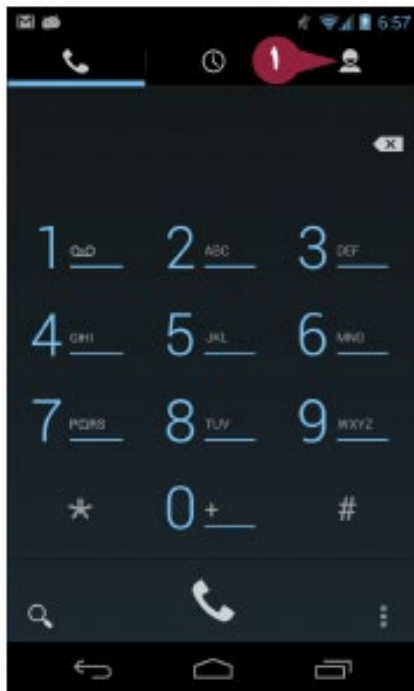 6:57
١
1 2 ABC 3 DEF
4 GHI 5 JKL 6 MNO
7 PQRS 8 TUV 9 WXYZ
* 0 + #